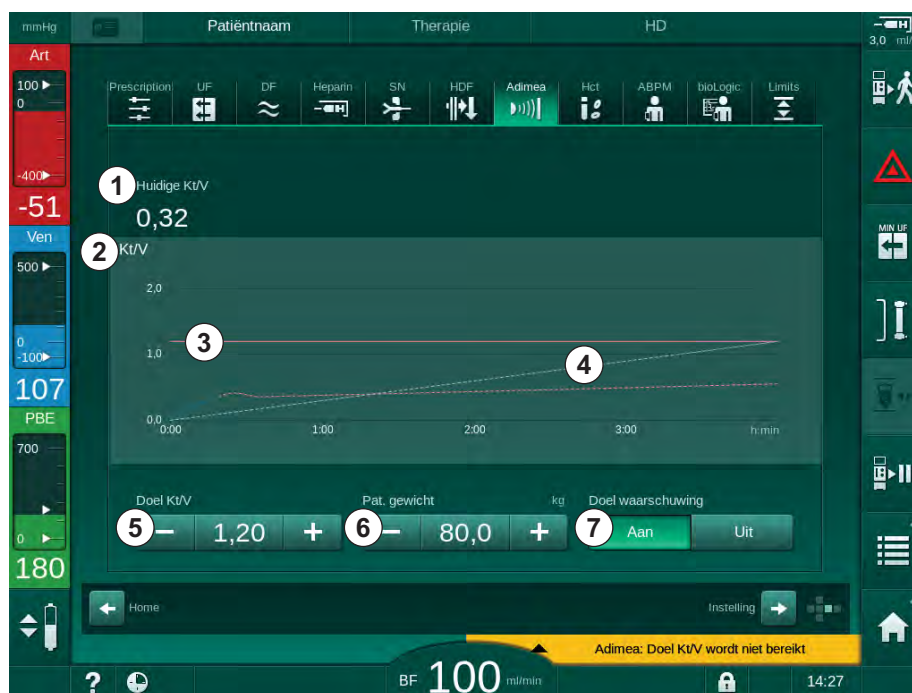 mmHg
Patiëntnaam
Therapie
HD
3,0 ml/
Art
100
0
-400
-51
Ven
500
0
-100
107
PBE
700
0
180
Prescription
UF
DF
Heparin
SN
HDF
Adimea
Hct
ABPM
bioLogic
Limits
1
Huidige Kt/V
0,32
2
Kt/V
2,0
3
1,0
4
0,0
0:00
1:00
2:00
3:00
h:min
Doel Kt/V
Pat. gewicht
kg
Doel waarschuwing
5
– 1,20 +
6
– 80,0 +
7
Aan
Uit
Home
Instelling
MIN UF
Adimea: Doel Kt/V wordt niet bereikt
?
BF 100 ml/min
14:27